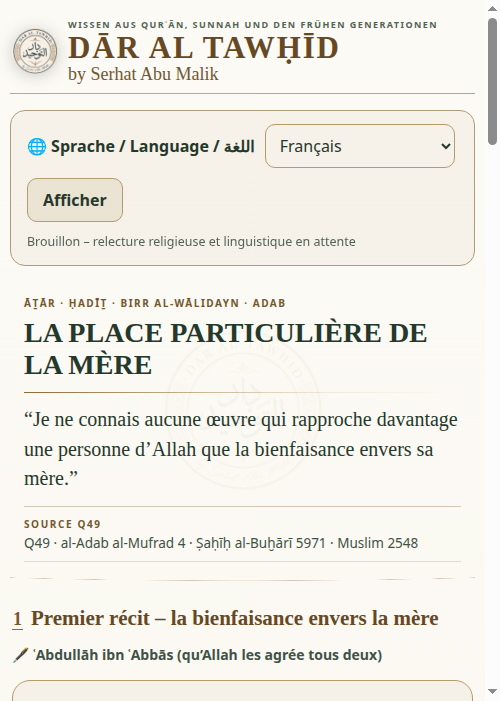 WISSEN AUS QURʾĀN, SUNNAH UND DEN FRÜHEN GENERATIONEN
DĀR AL TAWḤĪD
by Serhat Abu Malik
🌐 Sprache / Language / اللغة
Français
Afficher
Brouillon – relecture religieuse et linguistique en attente
ĀṮĀR · ḤADĪṮ · BIRR AL-WĀLIDAYN · ADAB
LA PLACE PARTICULIÈRE DE
LA MÈRE
“Je ne connais aucune œuvre qui rapproche davantage
une personne d’Allah que la bienfaisance envers sa
mère.”
SOURCE Q49
Q49 · al-Adab al-Mufrad 4 · Ṣaḥīḥ al-Buḫārī 5971 · Muslim 2548
1 Premier récit – la bienfaisance envers la mère
🖋️ ʿAbdullāh ibn ʿAbbās (qu’Allah les agrée tous deux)